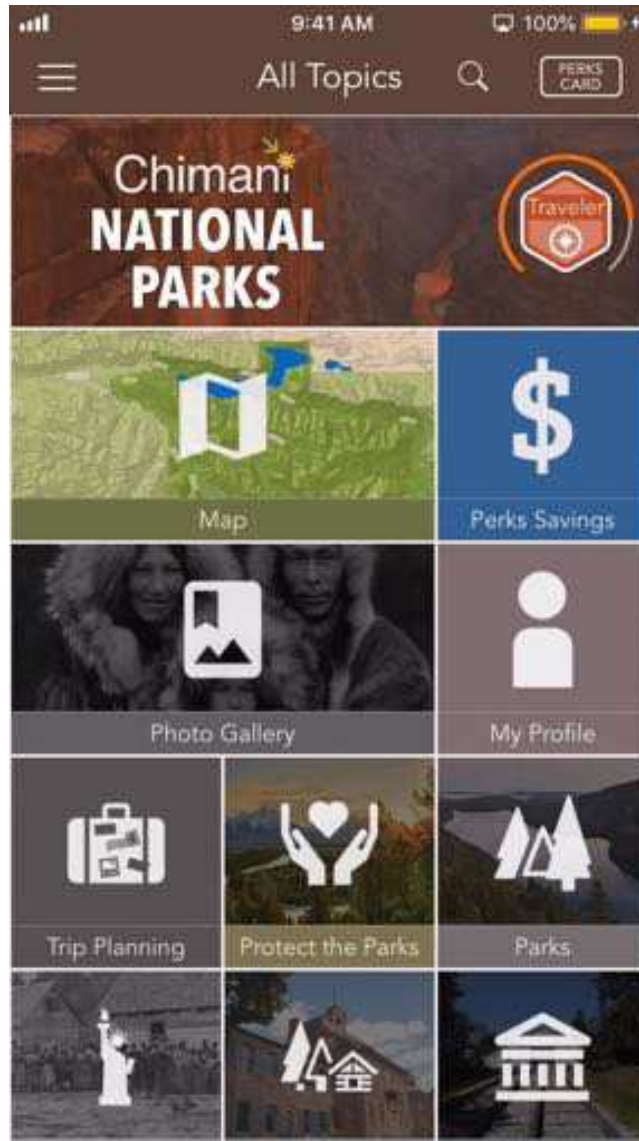 9:41 AM
100%
All Topics
PERKS
CARD
Chimani
NATIONAL
PARKS
Traveler
Map
Perks Savings
Photo Gallery
My Profile
Trip Planning
Protect the Parks
Parks